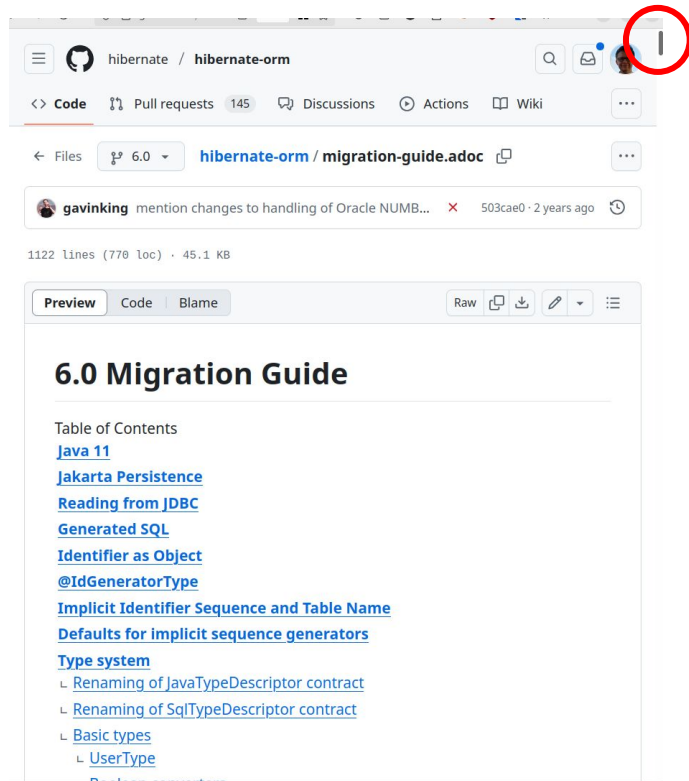 hibernate / hibernate-orm
<> Code Pull requests 145 Discussions Actions Wiki ...
← Files 6.0 hibernate-orm / migration-guide.adoc ...
gavinking mention changes to handling of Oracle NUMB... × 503cae0 · 2 years ago
1122 lines (770 loc) · 45.1 KB
Preview Code Blame Raw
6.0 Migration Guide
Table of Contents
Java 11
Jakarta Persistence
Reading from JDBC
Generated SQL
Identifier as Object
@IdGeneratorType
Implicit Identifier Sequence and Table Name
Defaults for implicit sequence generators
Type system
Renaming of JavaTypeDescriptor contract
Renaming of SqlTypeDescriptor contract
Basic types
UserType